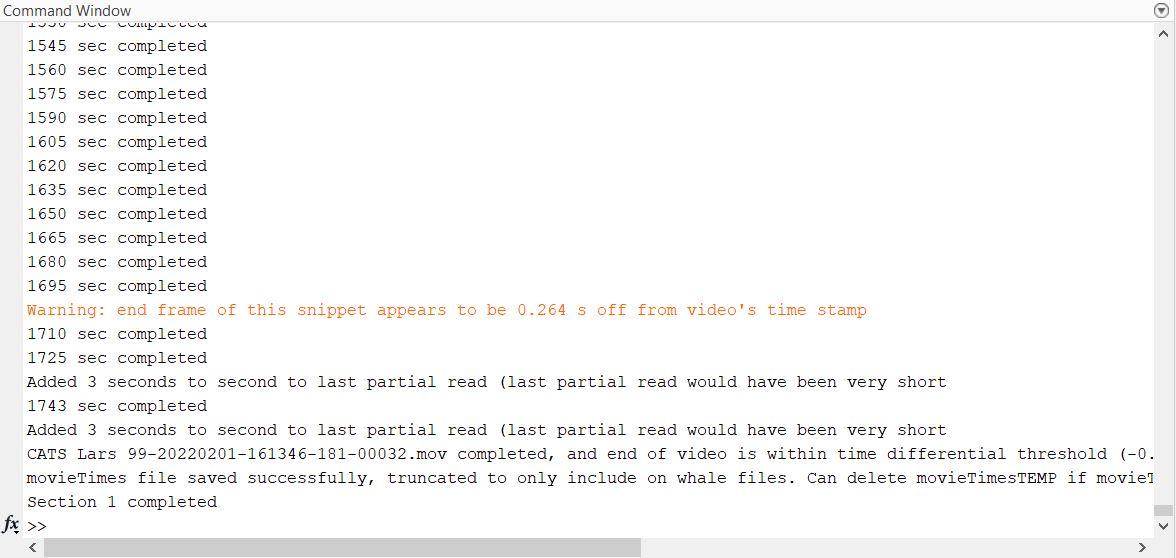 Command Window
1530 sec completed
1545 sec completed
1560 sec completed
1575 sec completed
1590 sec completed
1605 sec completed
1620 sec completed
1635 sec completed
1650 sec completed
1665 sec completed
1680 sec completed
1695 sec completed
Warning: end frame of this snippet appears to be 0.264 s off from video's time stamp
1710 sec completed
1725 sec completed
Added 3 seconds to second to last partial read (last partial read would have been very short
1743 sec completed
Added 3 seconds to second to last partial read (last partial read would have been very short
CATS Lars 99-20220201-161346-181-00032.mov completed, and end of video is within time differential threshold (-0.
movieTimes file saved successfully, truncated to only include on whale files. Can delete movieTimesTEMP if movieT
Section 1 completed
fx >>